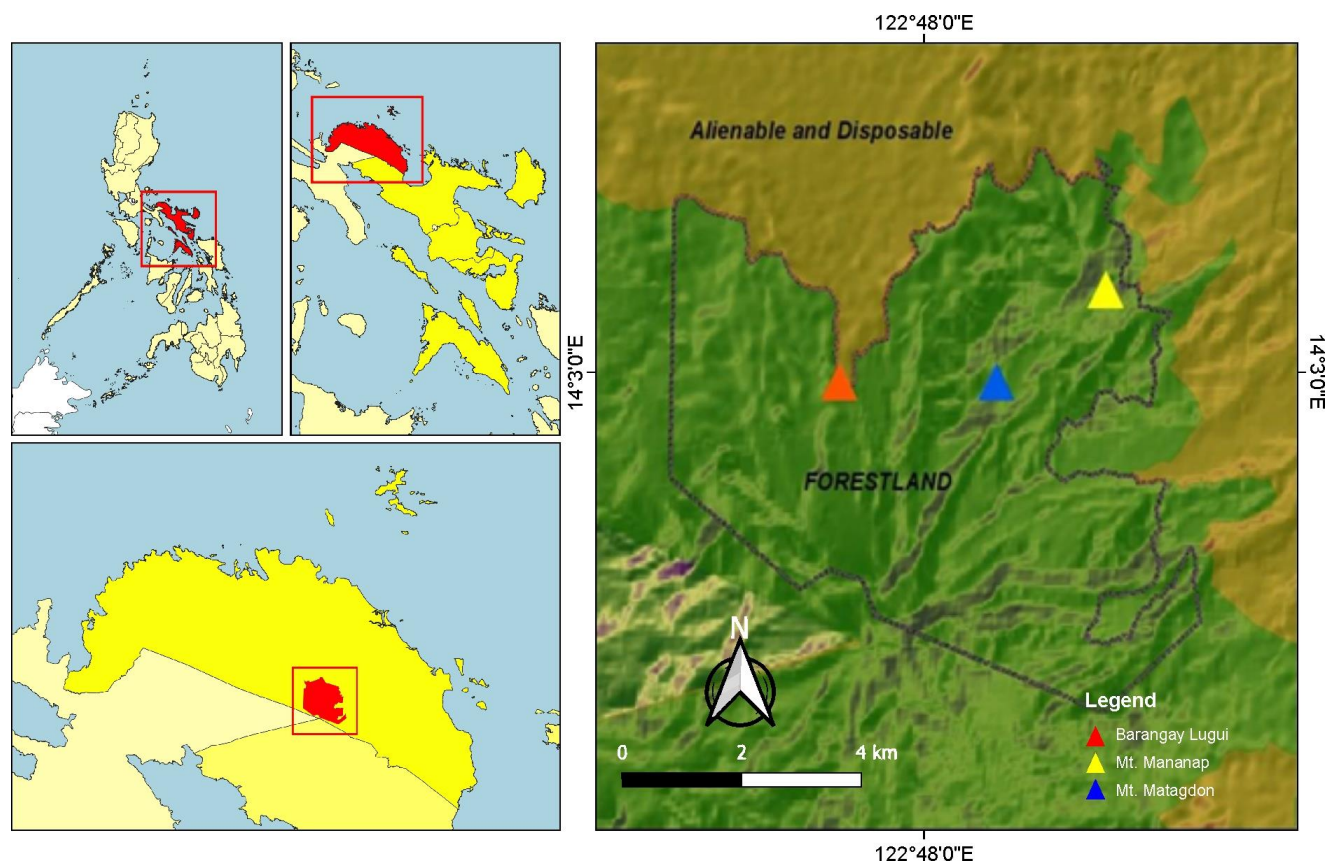 122°48'0"E
Alienable and Disposable
14°3'0"E
14°3'0"E
FORESTLAND
N
Legend
Barangay Lugui
Mt. Mananap
Mt. Matagdon
0 2 4 km
122°48'0"E